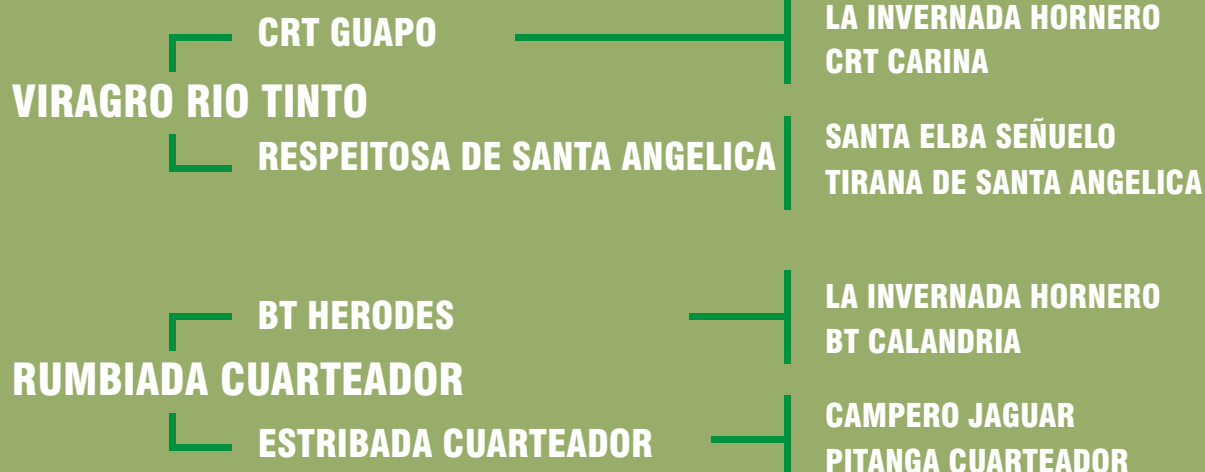 CRT GUAPO
LA INVERNADA HORNERO
CRT CARINA
VIRAGRO RIO TINTO
RESPEITOSA DE SANTA ANGELICA
SANTA ELBA SEÑUELO
TIRANA DE SANTA ANGELICA
BT HERODES
LA INVERNADA HORNERO
BT CALANDRIA
RUMBIADA CUARTEADOR
ESTRIBADA CUARTEADOR
CAMPERO JAGUAR
PITANGA CUARTEADOR